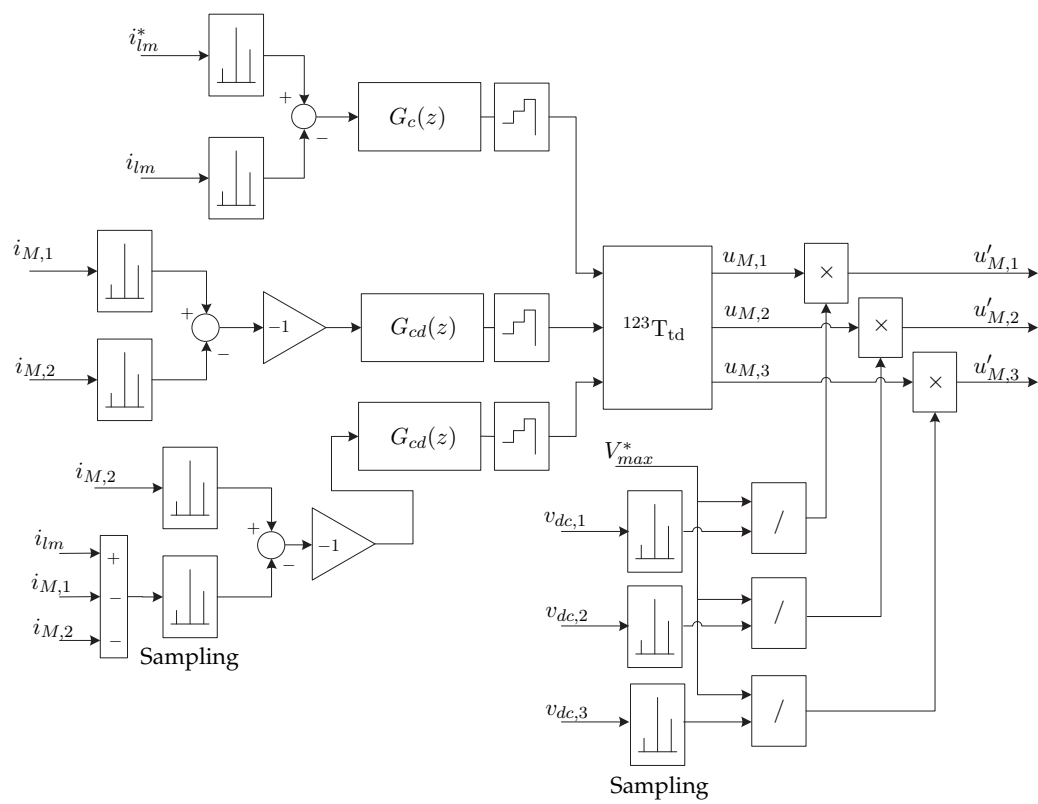 i*lm
+
−
Gc(z)
ilm
iM,1
+
−
−1
Gcd(z)
iM,2
123Ttd
uM,1
×
u′M,1
uM,2
×
u′M,2
uM,3
×
u′M,3
Gcd(z)
iM,2
+
−
−1
ilm
+
iM,1
−
iM,2
−
Sampling
V*max
vdc,1
/
vdc,2
/
vdc,3
/
Sampling